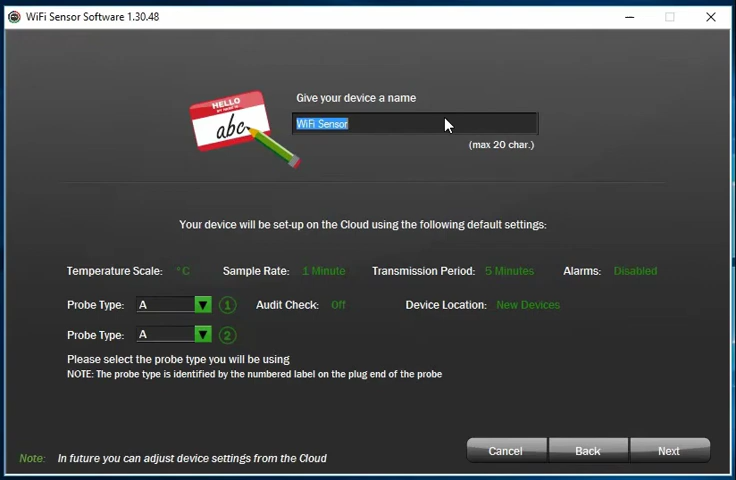 WiFi Sensor Software 1.30.48
Give your device a name
HELLO
abc
WiFi Sensor
(max 20 char.)
Your device will be set-up on the Cloud using the following default settings:
Temperature Scale: °C Sample Rate: 1 Minute Transmission Period: 5 Minutes Alarms: Disabled
Probe Type: A 1 Audit Check: Off Device Location: New Devices
Probe Type: A 2
Please select the probe type you will be using
NOTE: The probe type is identified by the numbered label on the plug end of the probe
Note: In future you can adjust device settings from the Cloud
Cancel Back Next